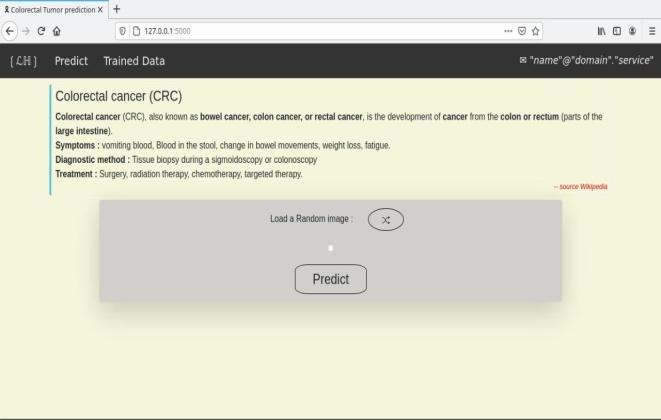 Colorectal Tumor prediction X +
127.0.0.1:5000
{ℒℍ} Predict Trained Data ✉ "name"@"domain"."service"
Colorectal cancer (CRC)
Colorectal cancer (CRC), also known as bowel cancer, colon cancer, or rectal cancer, is the development of cancer from the colon or rectum (parts of the
large intestine).
Symptoms : vomiting blood, Blood in the stool, change in bowel movements, weight loss, fatigue.
Diagnostic method : Tissue biopsy during a sigmoidoscopy or colonoscopy
Treatment : Surgery, radiation therapy, chemotherapy, targeted therapy.
-- source Wikipedia
Load a Random image :
Predict